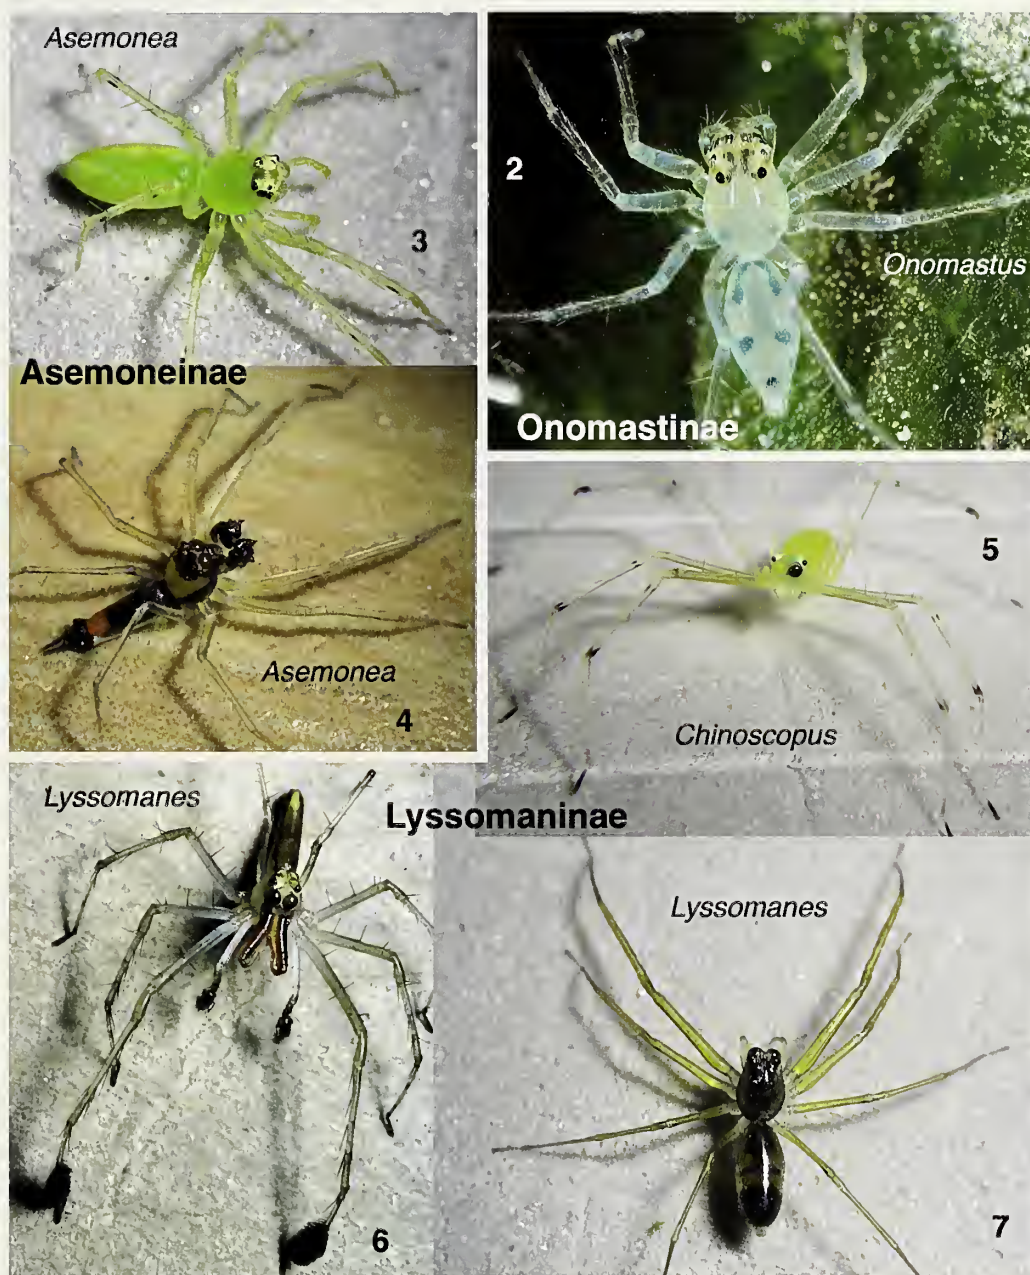 Asemonea
3
2
Onomastus
Asemoneinae
Onomastinae
Asemonea
4
5
Chinoscopus
Lyssomanes
Lyssomaninae
6
Lyssomanes
7